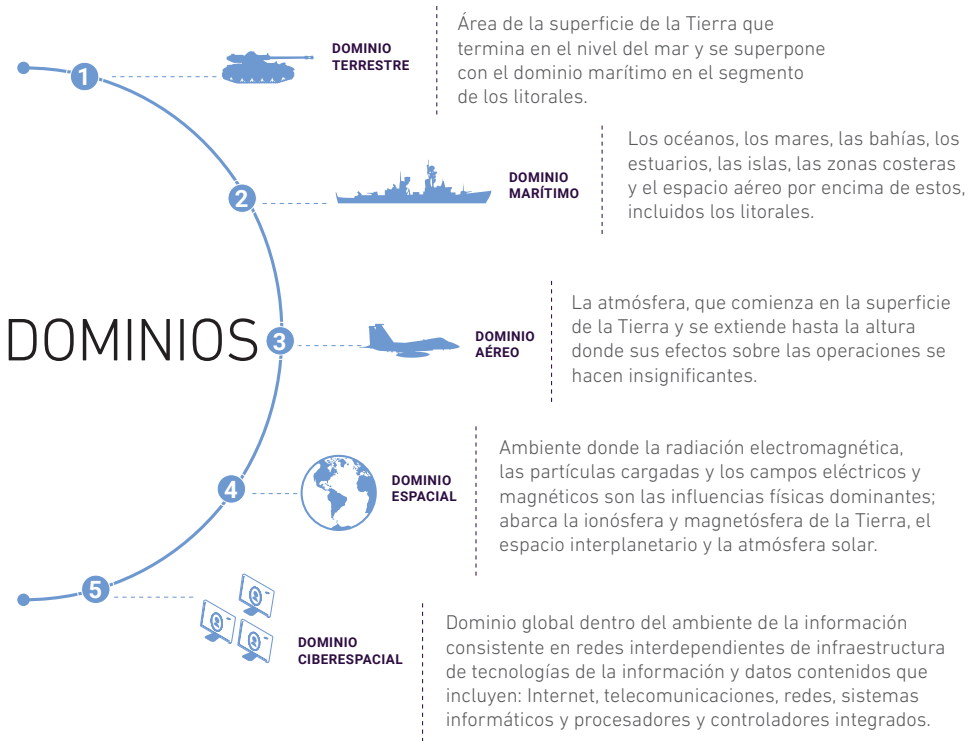 DOMINIOS
1
DOMINIO
TERRESTRE
Área de la superficie de la Tierra que
termina en el nivel del mar y se superpone
con el dominio marítimo en el segmento
de los litorales.
2
DOMINIO
MARÍTIMO
Los océanos, los mares, las bahías, los
estuarios, las islas, las zonas costeras
y el espacio aéreo por encima de estos,
incluidos los litorales.
3
DOMINIO
AÉREO
La atmósfera, que comienza en la superficie
de la Tierra y se extiende hasta la altura
donde sus efectos sobre las operaciones se
hacen insignificantes.
4
DOMINIO
ESPACIAL
Ambiente donde la radiación electromagnética,
las partículas cargadas y los campos eléctricos y
magnéticos son las influencias físicas dominantes;
abarca la ionósfera y magnetósfera de la Tierra, el
espacio interplanetario y la atmósfera solar.
5
DOMINIO
CIBERESPACIAL
Dominio global dentro del ambiente de la información
consistente en redes interdependientes de infraestructura
de tecnologías de la información y datos contenidos que
incluyen: Internet, telecomunicaciones, redes, sistemas
informáticos y procesadores y controladores integrados.